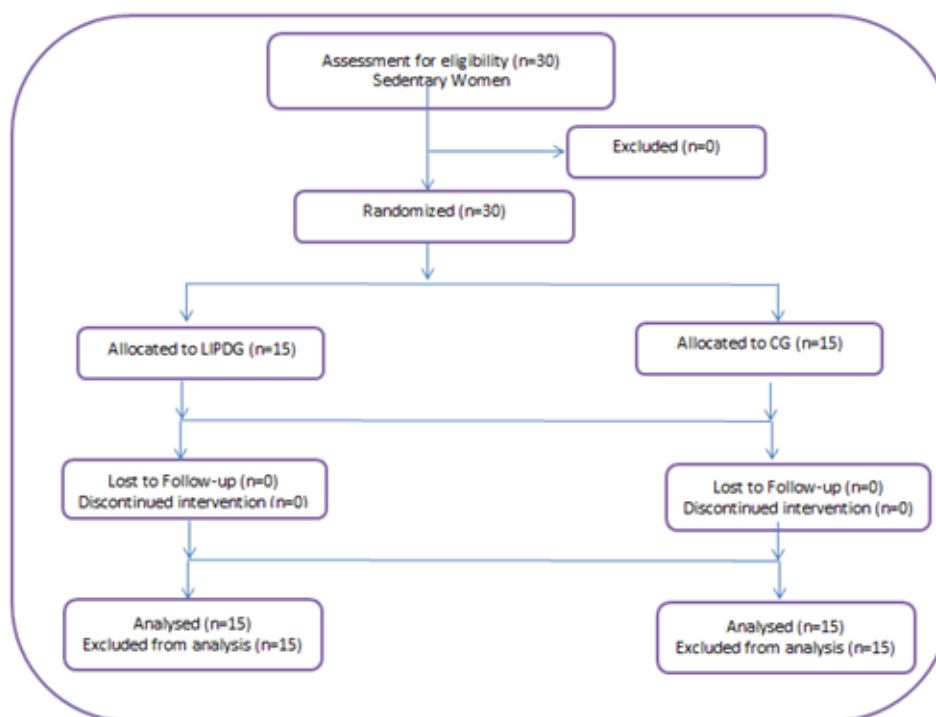 Assessment for eligibility (n=30)
Sedentary Women
Excluded (n=0)
Randomized (n=30)
Allocated to LIPDG (n=15)
Allocated to CG (n=15)
Lost to Follow-up (n=0)
Discontinued intervention (n=0)
Lost to Follow-up (n=0)
Discontinued intervention (n=0)
Analysed (n=15)
Excluded from analysis (n=15)
Analysed (n=15)
Excluded from analysis (n=15)